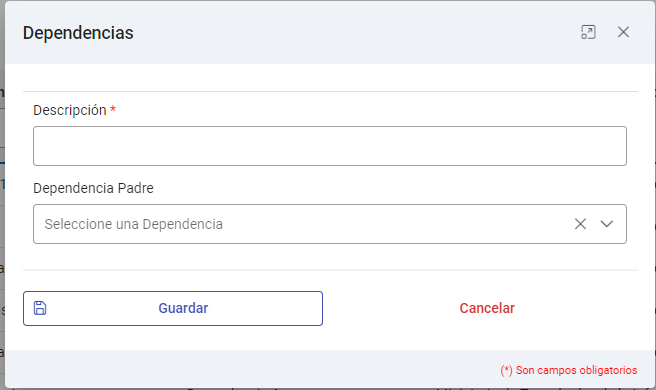 Dependencias
Descripción *
Dependencia Padre
Seleccione una Dependencia
Guardar
Cancelar
(*) Son campos obligatorios